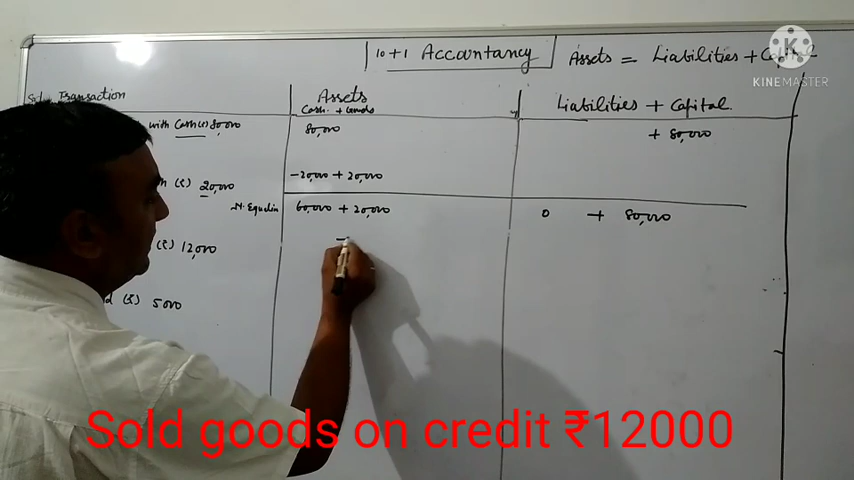 10+1 Accountancy
Assets = Liabilities + Capital
KINEMASTER
Transaction
Assets
Cash + Goods
Liabilities + Capital
with Cash (₹) 80,000
80,000
+ 80,000
-20,000 + 20,000
(₹) 20,000
N. Equation
60,000 + 20,000
0 + 80,000
(₹) 12,000
(₹) 5000
Sold goods on credit ₹12000